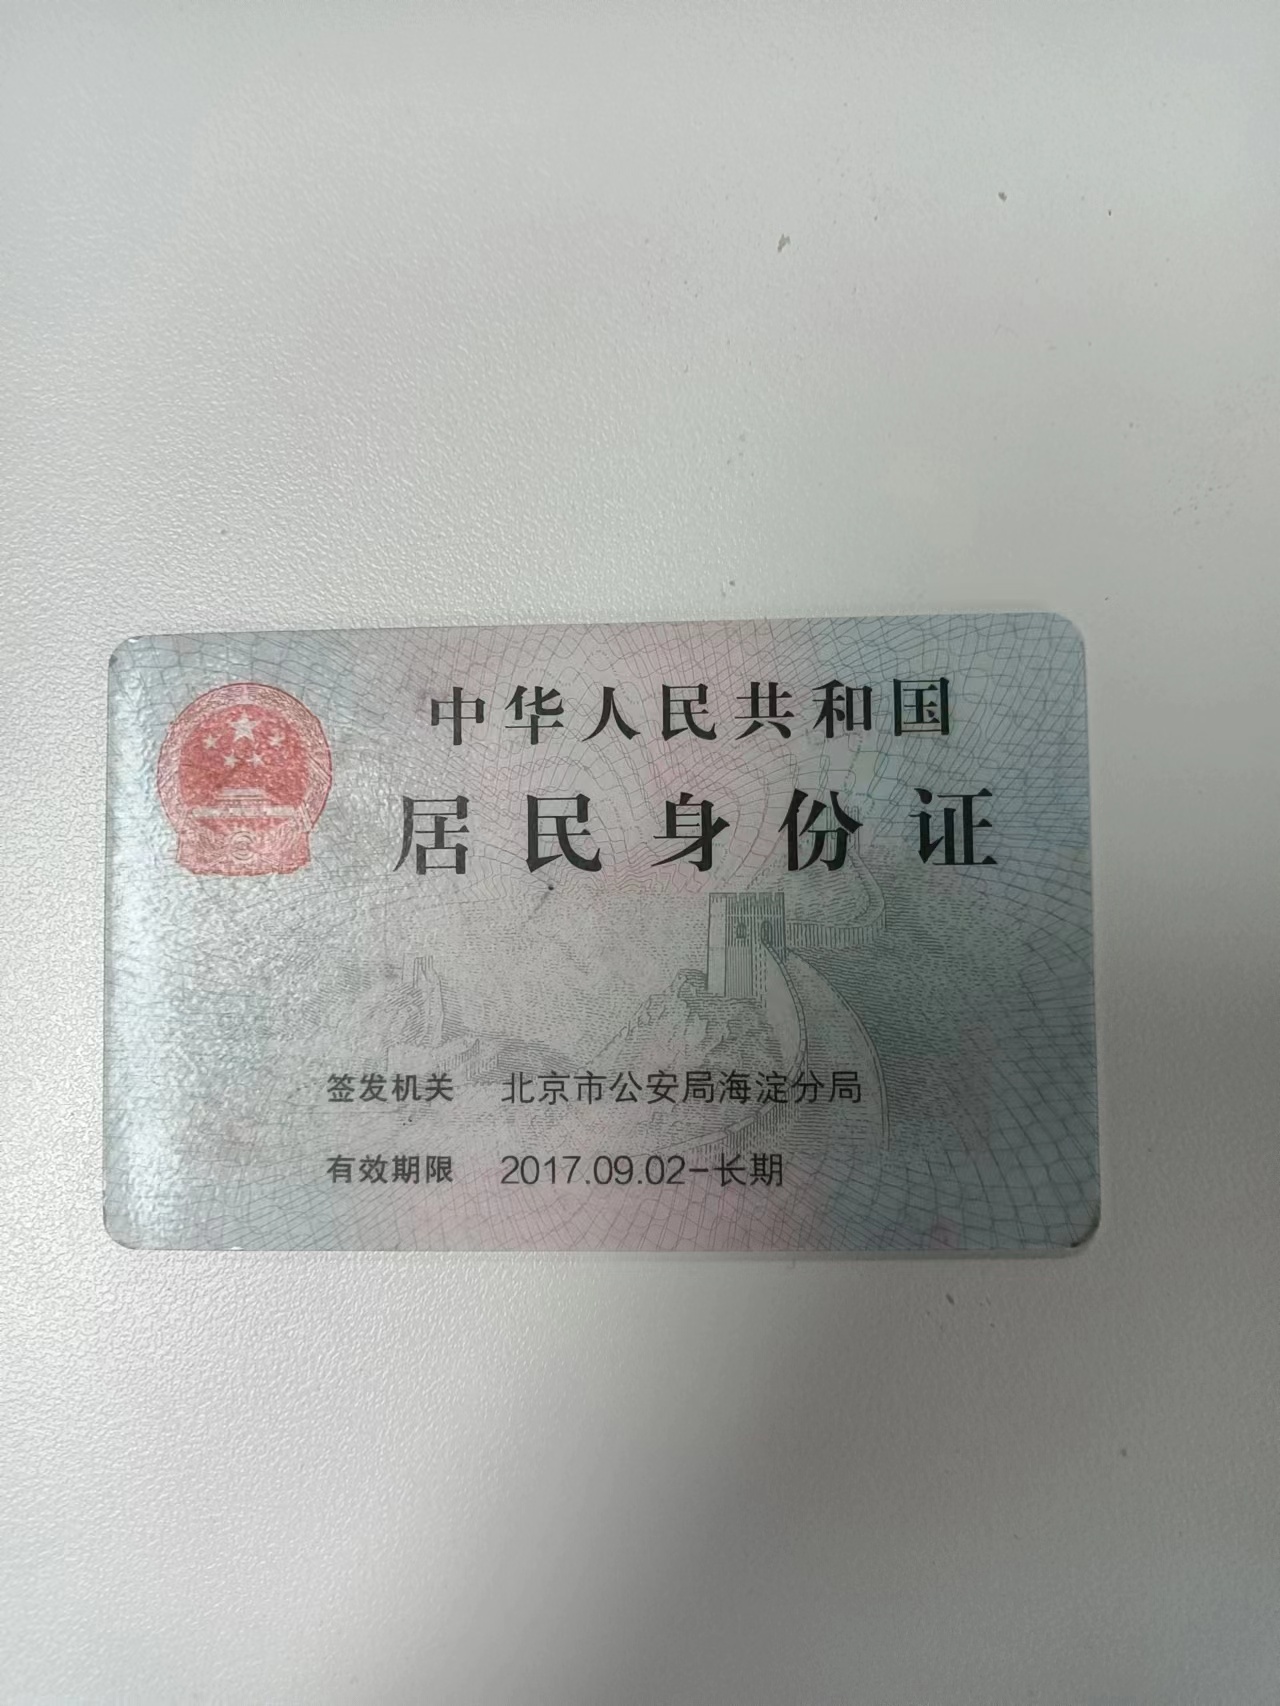 中华人民共和国
居民身份证
签发机关 北京市公安局海淀分局
有效期限 2017.09.02-长期